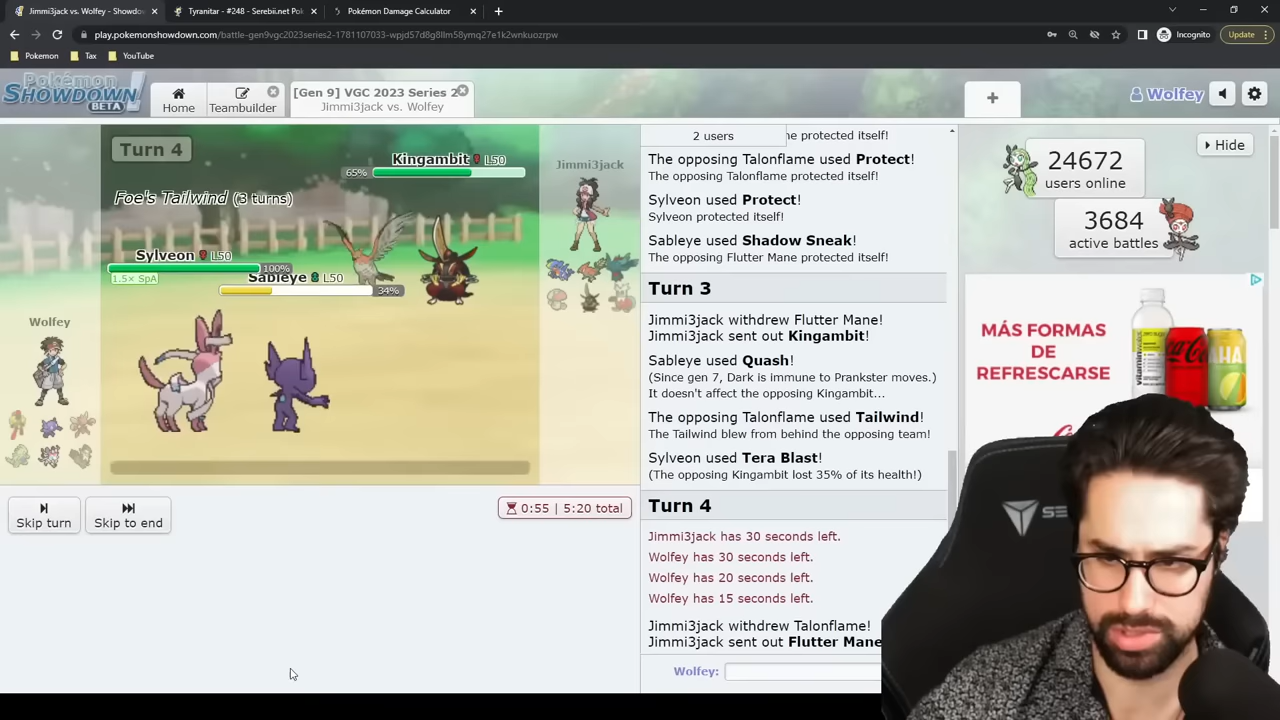 Jimmi3jack vs. Wolfey - Showdo
Tyranitar - #248 - Serebii.net Pok
Pokémon Damage Calculator
play.pokemonshowdown.com/battle-gen9vgc2023series2-1781107033-wpjd57d8g8llm58ymq27e1k2wnkuozrpw
Incognito
Update
Pokemon
Tax
YouTube
Pokémon
SHOWDOWN!
BETA
Home
Teambuilder
[Gen 9] VGC 2023 Series 2
Jimmi3jack vs. Wolfey
Wolfey
Turn 4
Foe's Tailwind (3 turns)
Kingambit L50
65%
Sylveon L50
100%
1.5× SpA
Sableye L50
34%
Jimmi3jack
Wolfey
Skip turn
Skip to end
0:55 | 5:20 total
2 users
ne protected itself!
The opposing Talonflame used Protect!
The opposing Talonflame protected itself!
Sylveon used Protect!
Sylveon protected itself!
Sableye used Shadow Sneak!
The opposing Flutter Mane protected itself!
Turn 3
Jimmi3jack withdrew Flutter Mane!
Jimmi3jack sent out Kingambit!
Sableye used Quash!
(Since gen 7, Dark is immune to Prankster moves.)
It doesn't affect the opposing Kingambit...
The opposing Talonflame used Tailwind!
The Tailwind blew from behind the opposing team!
Sylveon used Tera Blast!
(The opposing Kingambit lost 35% of its health!)
Turn 4
Jimmi3jack has 30 seconds left.
Wolfey has 30 seconds left.
Wolfey has 20 seconds left.
Wolfey has 15 seconds left.
Jimmi3jack withdrew Talonflame!
Jimmi3jack sent out Flutter Mane
Wolfey:
Hide
24672
users online
3684
active battles
MÁS FORMAS
DE
REFRESCARSE
AHA